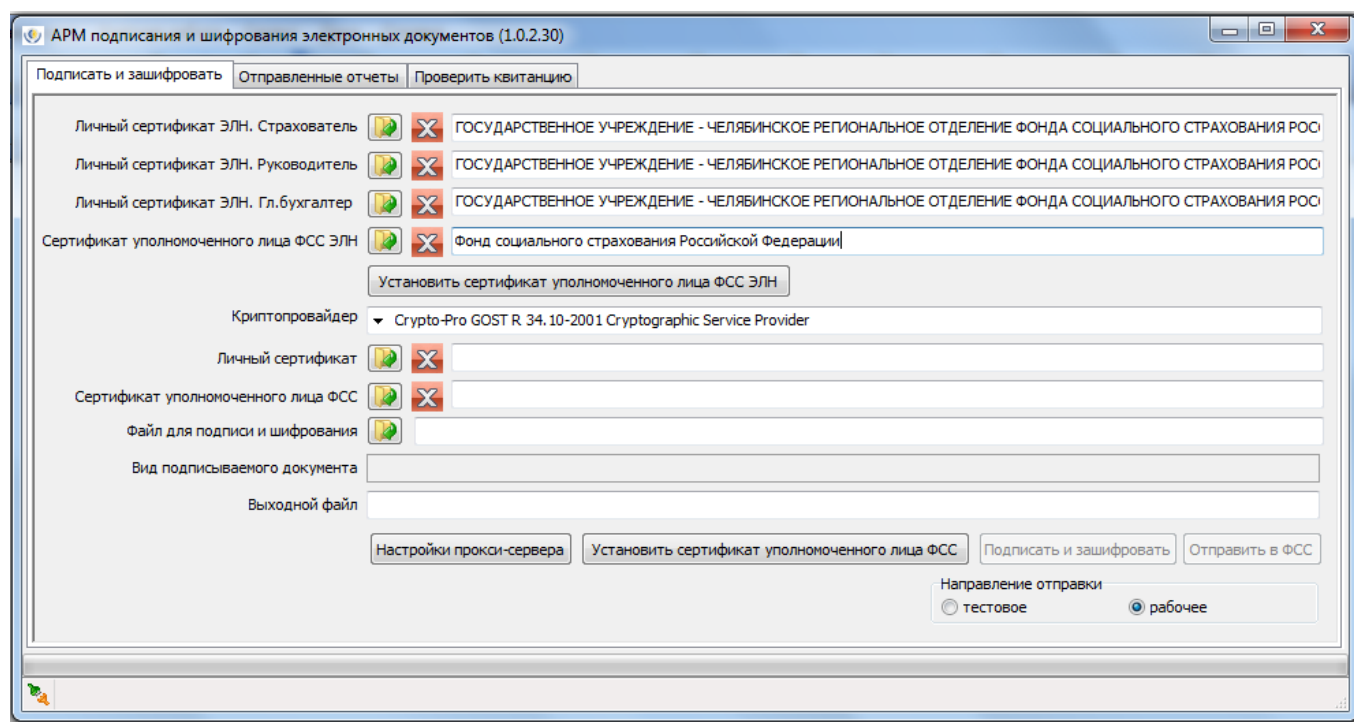 АРМ подписания и шифрования электронных документов (1.0.2.30)
Подписать и зашифровать Отправленные отчеты Проверить квитанцию
Личный сертификат ЭЛН. Страхователь ГОСУДАРСТВЕННОЕ УЧРЕЖДЕНИЕ - ЧЕЛЯБИНСКОЕ РЕГИОНАЛЬНОЕ ОТДЕЛЕНИЕ ФОНДА СОЦИАЛЬНОГО СТРАХОВАНИЯ РОС
Личный сертификат ЭЛН. Руководитель ГОСУДАРСТВЕННОЕ УЧРЕЖДЕНИЕ - ЧЕЛЯБИНСКОЕ РЕГИОНАЛЬНОЕ ОТДЕЛЕНИЕ ФОНДА СОЦИАЛЬНОГО СТРАХОВАНИЯ РОС
Личный сертификат ЭЛН. Гл.бухгалтер ГОСУДАРСТВЕННОЕ УЧРЕЖДЕНИЕ - ЧЕЛЯБИНСКОЕ РЕГИОНАЛЬНОЕ ОТДЕЛЕНИЕ ФОНДА СОЦИАЛЬНОГО СТРАХОВАНИЯ РОС
Сертификат уполномоченного лица ФСС ЭЛН Фонд социального страхования Российской Федерации
Установить сертификат уполномоченного лица ФСС ЭЛН
Криптопровайдер Crypto-Pro GOST R 34.10-2001 Cryptographic Service Provider
Личный сертификат
Сертификат уполномоченного лица ФСС
Файл для подписи и шифрования
Вид подписываемого документа
Выходной файл
Настройки прокси-сервера Установить сертификат уполномоченного лица ФСС Подписать и зашифровать Отправить в ФСС
Направление отправки
тестовое рабочее